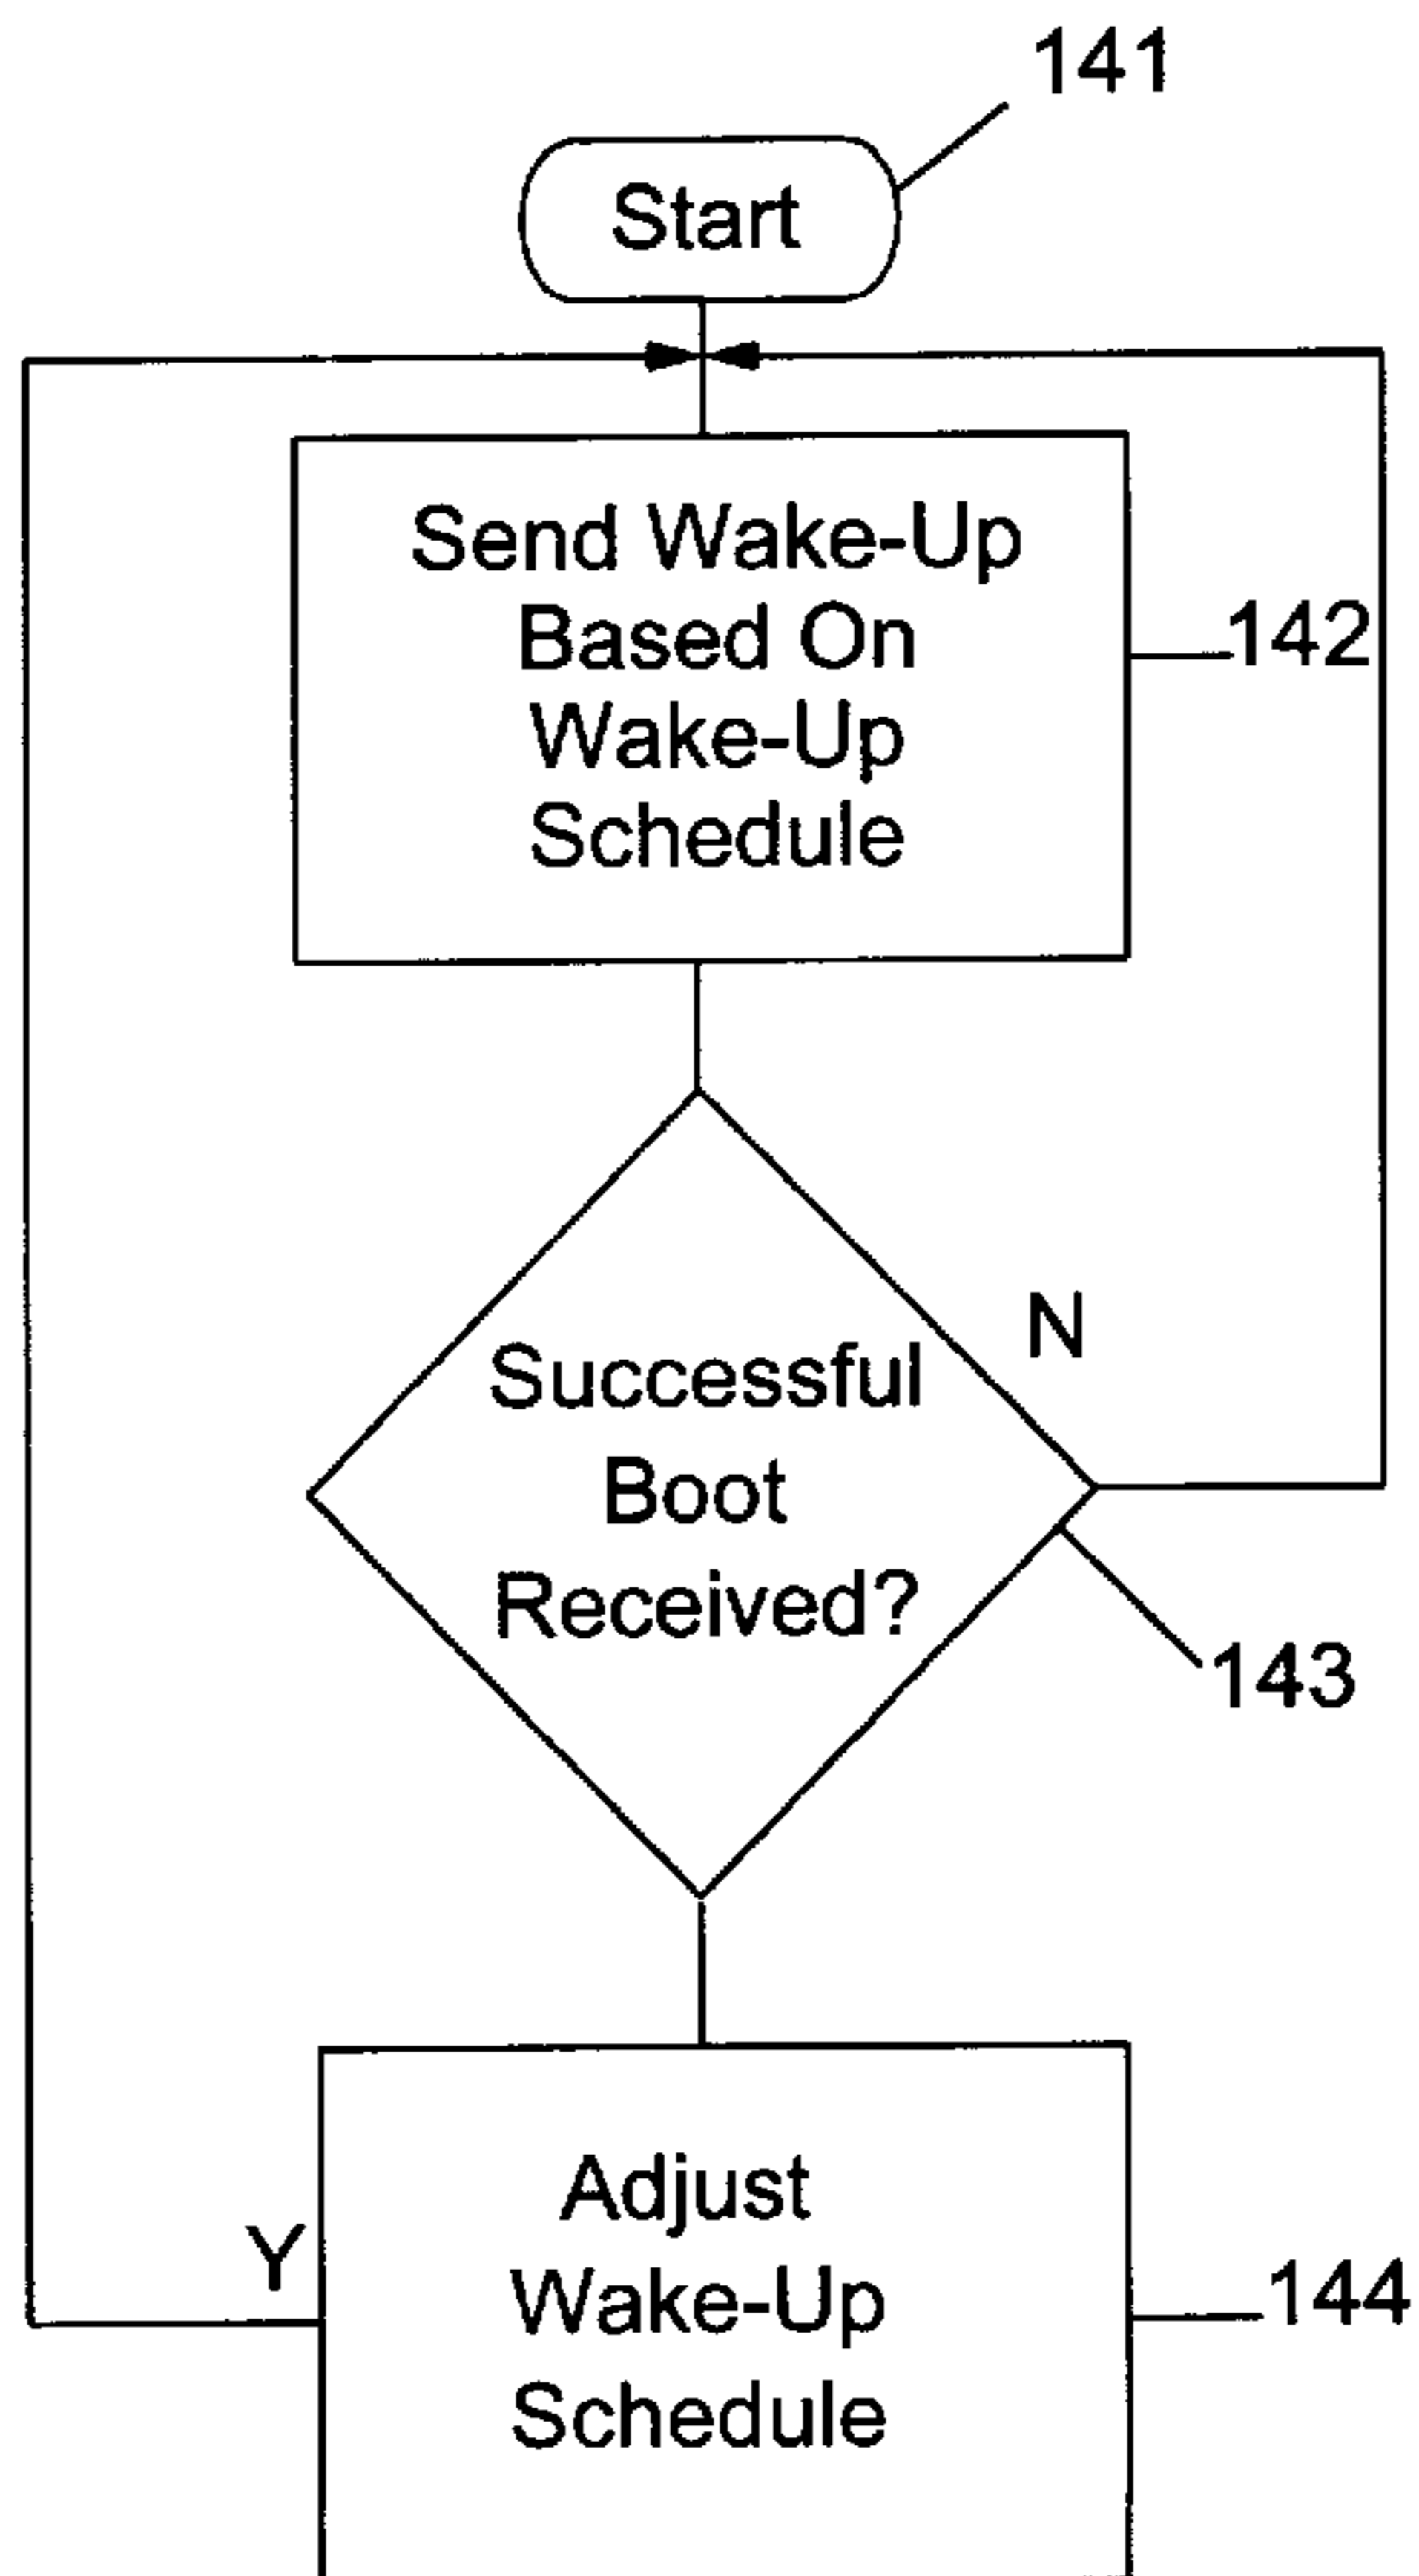 141
Start
Send Wake-Up
Based On
Wake-Up
Schedule
142
N
Successful
Boot
Received?
143
Y
Adjust
Wake-Up
Schedule
144